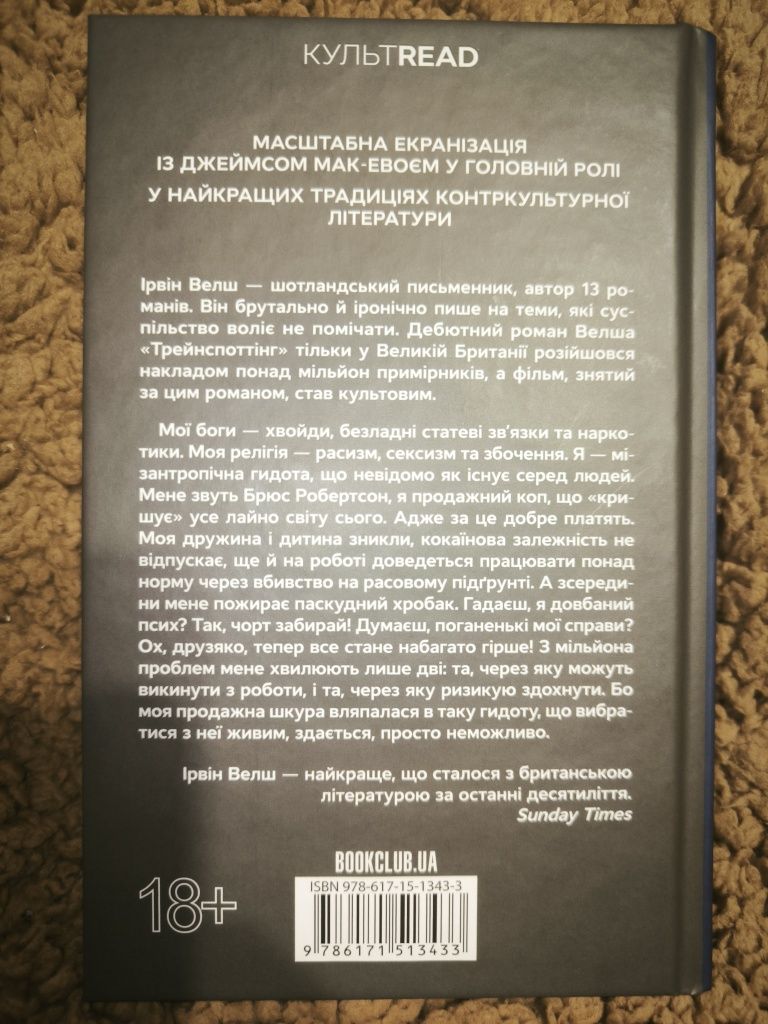 КУЛЬТREAD
МАСШТАБНА ЕКРАНІЗАЦІЯ
ІЗ ДЖЕЙМСОМ МАК-ЕВОЄМ У ГОЛОВНІЙ РОЛІ
У НАЙКРАЩИХ ТРАДИЦІЯХ КОНТРКУЛЬТУРНОЇ
ЛІТЕРАТУРИ
Ірвін Велш — шотландський письменник, автор 13 ро-
манів. Він брутально й іронічно пише на теми, які сус-
пільство воліє не помічати. Дебютний роман Велша
«Трейнспоттінг» тільки у Великій Британії розійшовся
накладом понад мільйон примірників, а фільм, знятий
за цим романом, став культовим.
Мої боги — хвойди, безладні статеві зв'язки та нарко-
тики. Моя религія — расизм, сексизм та збочення. Я — мі-
зантропічна гидота, що невідомо як існує серед людей.
Мене звуть Брюс Робертсон, я продажний коп, що «кри-
шує» усе лайно світу сього. Адже за це добре платять.
Моя дружина і дитина зникли, кокаїнова залежність не
відпускає, ще й на роботі доведеться працювати понад
норму через вбивство на расовому підґрунті. А зсереди-
ни мене пожирає паскудний хробак. Гадаєш, я довбаний
псих? Так, чорт забирай! Думаєш, поганенькі мої справи?
Ох, друзяко, тепер все стане набагато гірше! З мільйона
проблем мене хвилюють лише дві: та, через яку можуть
викинути з роботи, і та, через яку ризикую здохнути. Бо
моя продажна шкура вляпалася в таку гидоту, що вибра-
тися з неї живим, здається, просто неможливо.
Ірвін Велш — найкраще, що сталося з британською
літературою за останні десятиліття.
Sunday Times
BOOKCLUB.UA
18+
ISBN 978-617-15-1343-3
9 786171 513433